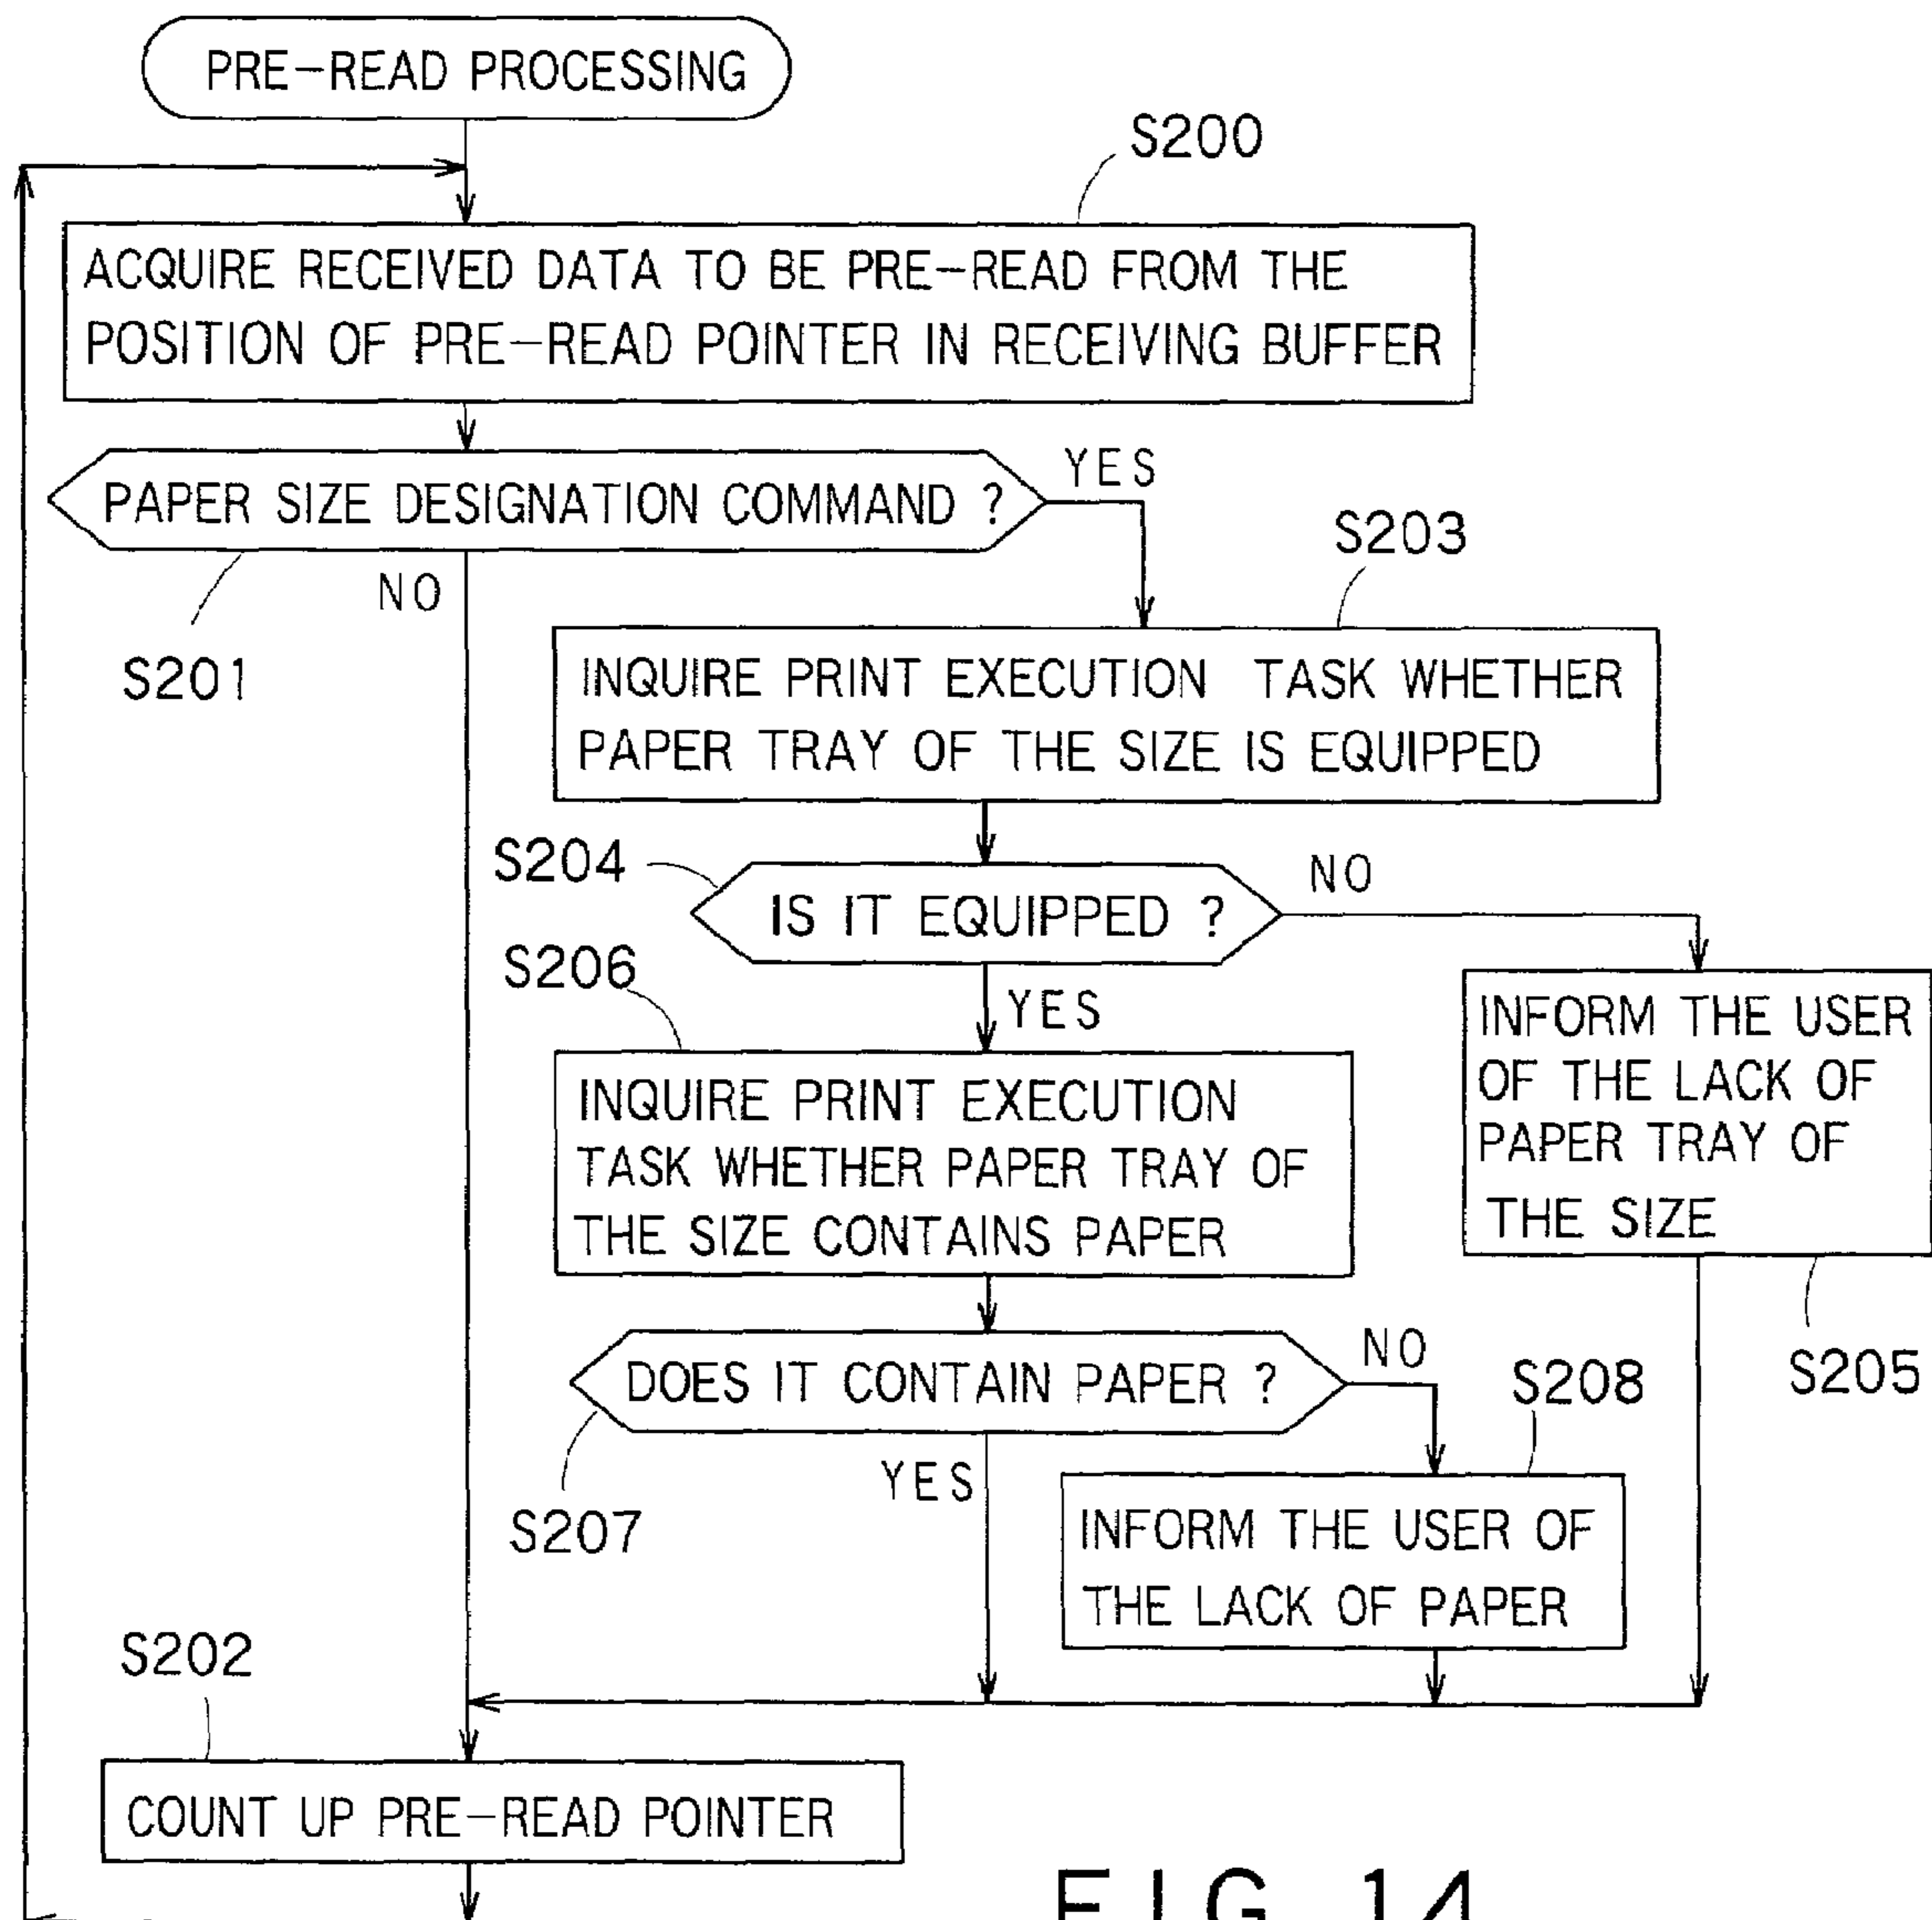 PRE-READ PROCESSING
S200
ACQUIRE RECEIVED DATA TO BE PRE-READ FROM THE
POSITION OF PRE-READ POINTER IN RECEIVING BUFFER
PAPER SIZE DESIGNATION COMMAND ?
YES
S201
NO
S203
INQUIRE PRINT EXECUTION TASK WHETHER
PAPER TRAY OF THE SIZE IS EQUIPPED
S204
IS IT EQUIPPED ?
NO
S206
YES
INFORM THE USER
OF THE LACK OF
PAPER TRAY OF
THE SIZE
S205
INQUIRE PRINT EXECUTION
TASK WHETHER PAPER TRAY OF
THE SIZE CONTAINS PAPER
DOES IT CONTAIN PAPER ?
NO
S208
S207
YES
INFORM THE USER OF
THE LACK OF PAPER
S202
COUNT UP PRE-READ POINTER
FIG. 14